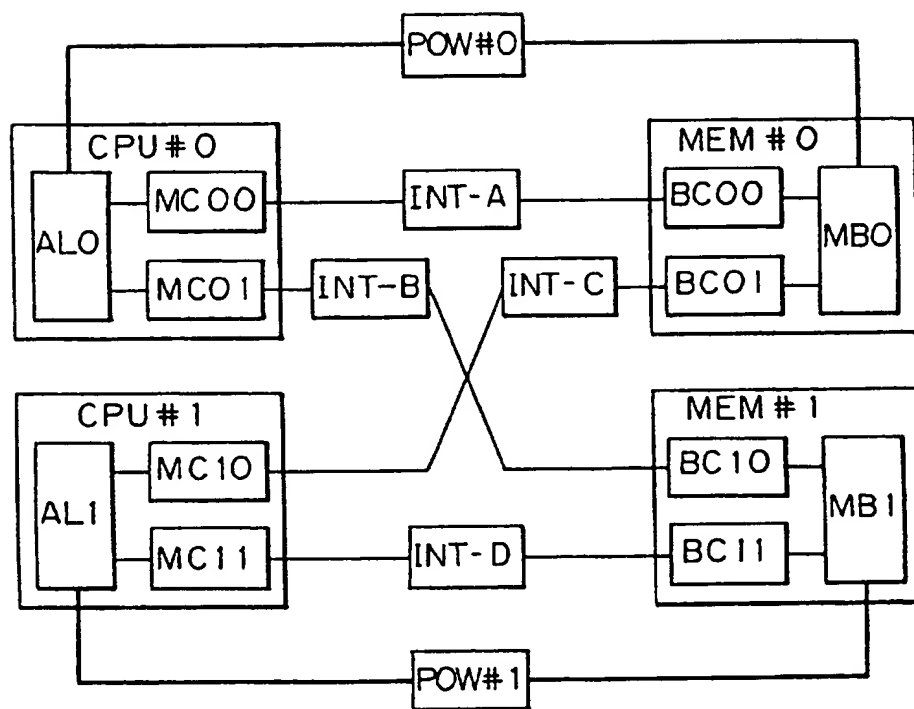 POW#0
CPU#0
MEM#0
AL0
MC00
INT-A
BC00
MB0
MC01
INT-B
INT-C
BC01
CPU#1
MEM#1
AL1
MC10
BC10
MB1
MC11
INT-D
BC11
POW#1